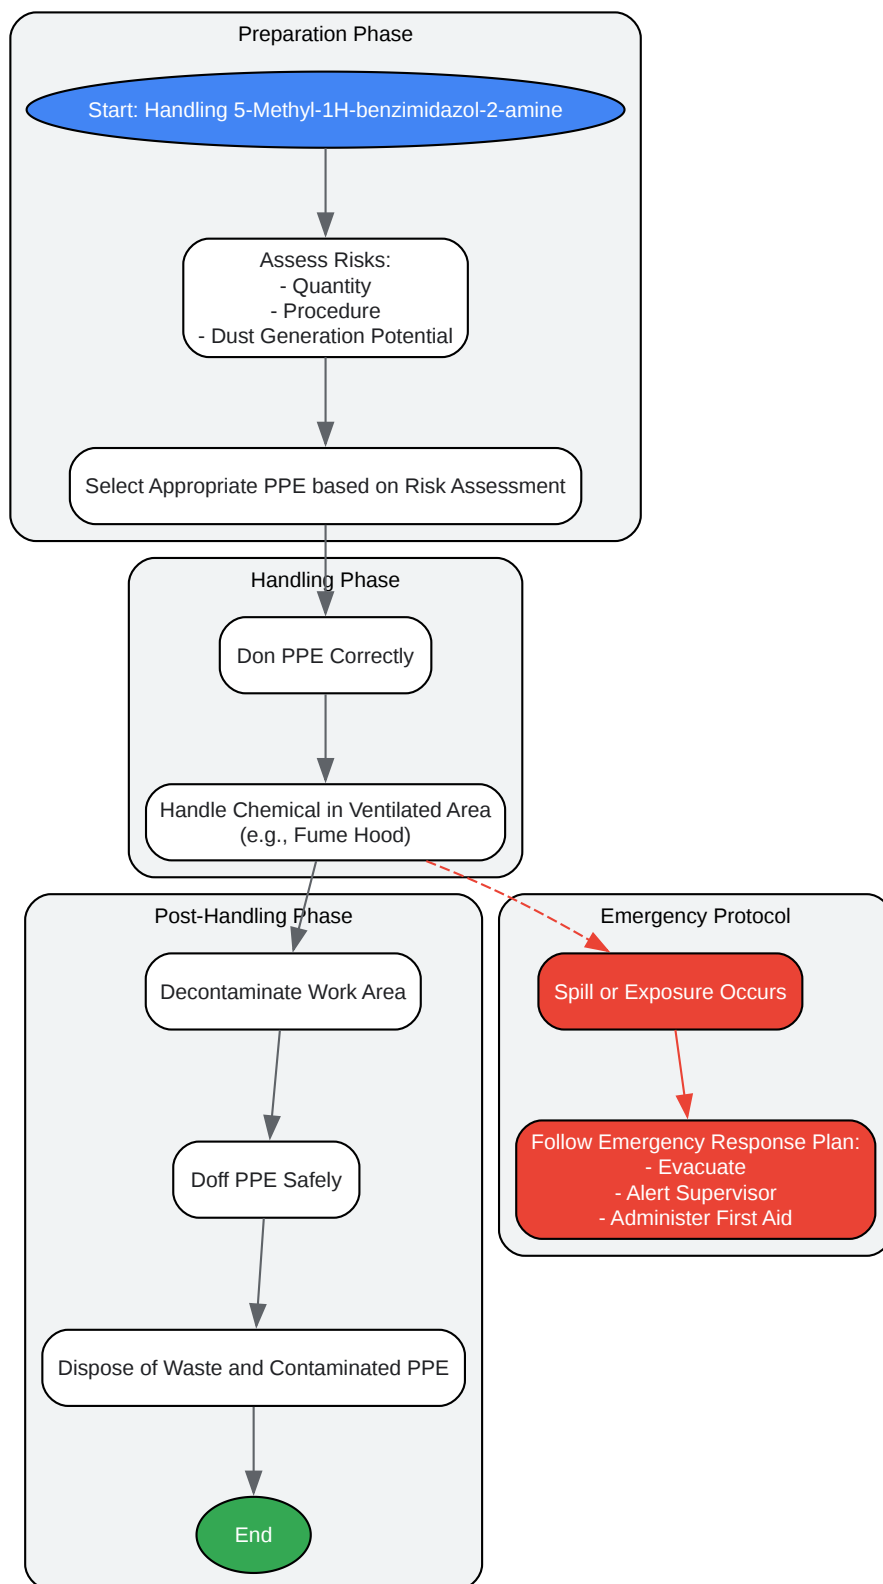 Preparation Phase
Start: Handling 5-Methyl-1H-benzimidazol-2-amine
Assess Risks:
- Quantity
- Procedure
- Dust Generation Potential
Select Appropriate PPE based on Risk Assessment
Handling Phase
Don PPE Correctly
Handle Chemical in Ventilated Area
(e.g., Fume Hood)
Post-Handling Phase
Decontaminate Work Area
Doff PPE Safely
Dispose of Waste and Contaminated PPE
End
Emergency Protocol
Spill or Exposure Occurs
Follow Emergency Response Plan:
- Evacuate
- Alert Supervisor
- Administer First Aid